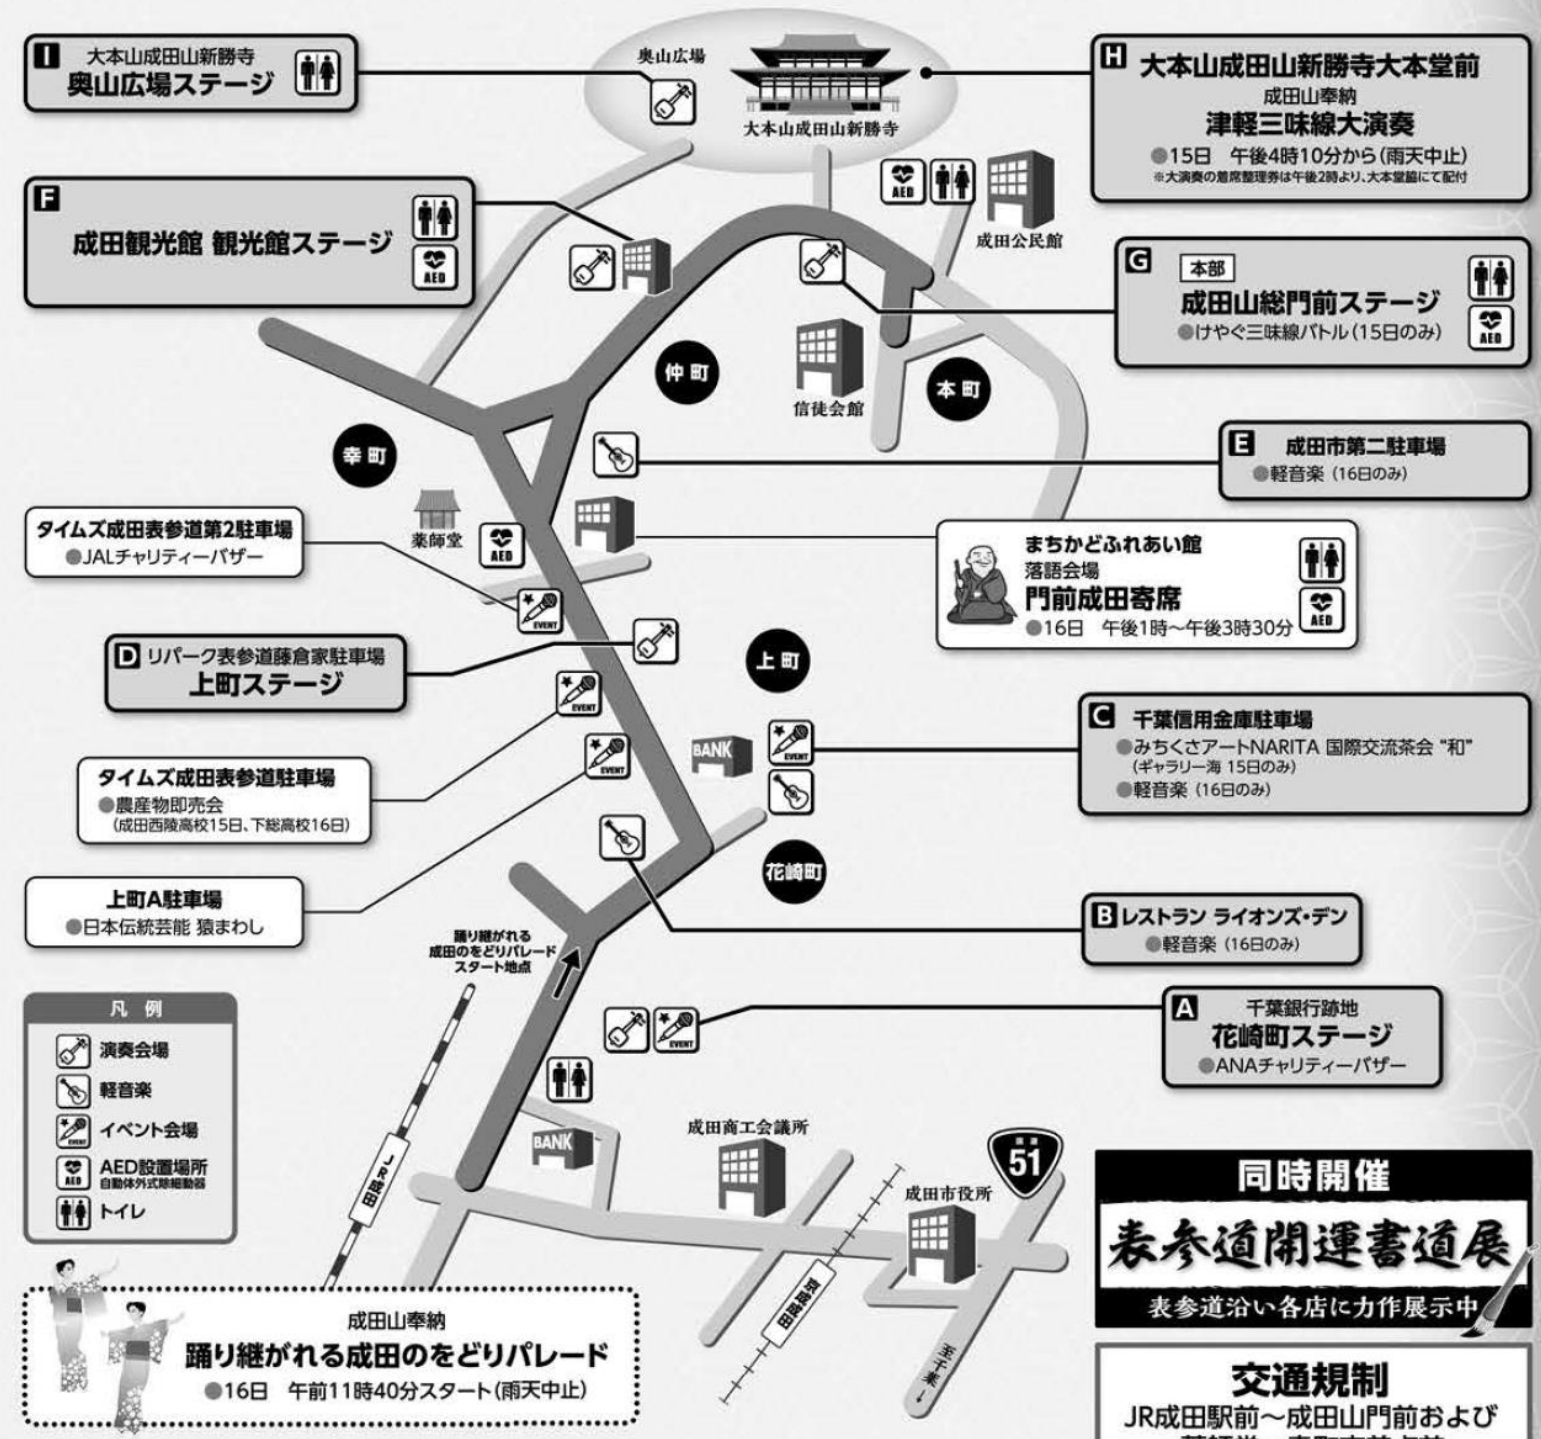 I
大本山成田山新勝寺
奥山広場ステージ
奥山広場
大本山成田山新勝寺
H
大本山成田山新勝寺大本堂前
成田山奉納
津軽三味線大演奏
●15日 午後4時10分から(雨天中止)
※大演奏の着席整理券は午後2時より、大本堂脇にて配付
F
成田観光館 観光館ステージ
AED
AED
成田公民館
G
本部
成田山総門前ステージ
●けやぐ三味線バトル(15日のみ)
AED
仲町
信徒会館
本町
幸町
E
成田市第二駐車場
●軽音楽(16日のみ)
薬師堂
AED
タイムズ成田表参道第2駐車場
●JALチャリティーバザー
EVENT
まちかどふれあい館
落語会場
門前成田寄席
●16日 午後1時～午後3時30分
AED
D リパーク表参道藤倉家駐車場
上町ステージ
上町
EVENT
C
千葉信用金庫駐車場
●みちくさアートNARITA 国際交流茶会 “和”
(ギャラリー海 15日のみ)
●軽音楽(16日のみ)
BANK
EVENT
EVENT
タイムズ成田表参道駐車場
●農産物即売会
(成田西陵高校15日、下総高校16日)
花崎町
上町A駐車場
●日本伝統芸能 猿まわし
B レストラン ライオンズ・デン
●軽音楽(16日のみ)
踊り継がれる
成田のをどりパレード
スタート地点
A
千葉銀行跡地
花崎町ステージ
●ANAチャリティーバザー
EVENT
凡例
演奏会場
軽音楽
EVENT
イベント会場
AED
AED設置場所
自動体外式除細動器
トイレ
BANK
JR成田
成田商工会議所
国道
51
成田市役所
京成成田
至千葉↓
同時開催
表参道開運書道展
表参道沿い各店に力作展示中
成田山奉納
踊り継がれる成田のをどりパレード
●16日 午前11時40分スタート(雨天中止)
交通規制
JR成田駅前～成田山門前および